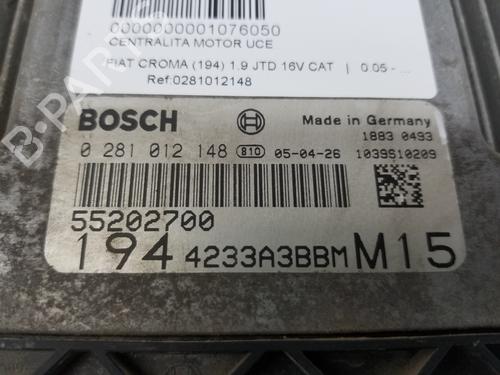 0000000001076050
CENTRALITA MOTOR UCE
FIAT CROMA (194) 1.9 JTD 16V CAT | 0.05 - ...
Ref:0281012148
BOSCH
Made in Germany
1883 0493
0 281 012 148 810 05-04-26 1039S10209
55202700
194 4233A3BBM M15